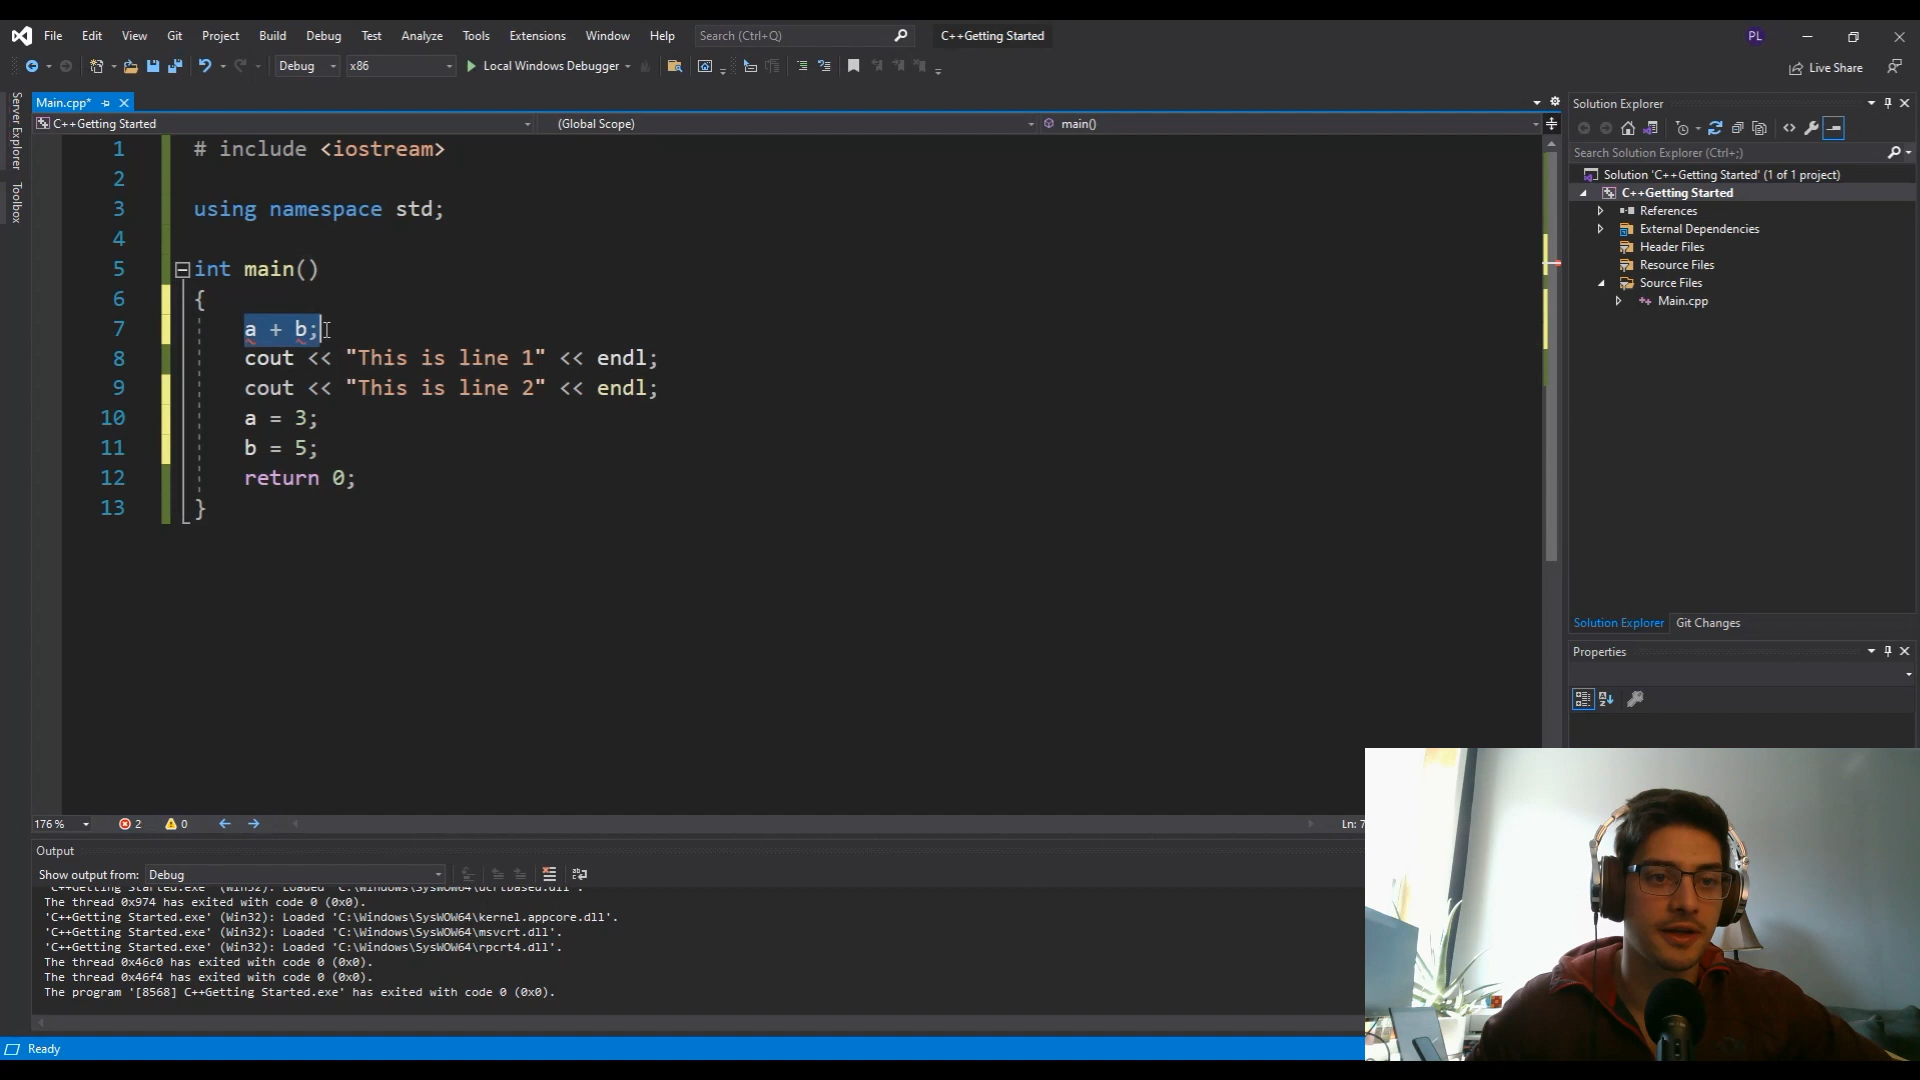 File Edit View Git Project Build Debug Test Analyze Tools Extensions Window Help Search (Ctrl+Q) C++Getting Started PL
Debug x86 Local Windows Debugger Live Share
Server Explorer
Toolbox
Main.cpp*
C++Getting Started (Global Scope) main()
1 # include <iostream>
2
3 using namespace std;
4
5 int main()
6 {
7 a + b;
8 cout << "This is line 1" << endl;
9 cout << "This is line 2" << endl;
10 a = 3;
11 b = 5;
12 return 0;
13 }
176 % 2 0 Ln: 7
Output
Show output from: Debug
'C++Getting Started.exe' (Win32): Loaded 'C:\Windows\SysWOW64\ucrtbased.dll'.
The thread 0x974 has exited with code 0 (0x0).
'C++Getting Started.exe' (Win32): Loaded 'C:\Windows\SysWOW64\kernel.appcore.dll'.
'C++Getting Started.exe' (Win32): Loaded 'C:\Windows\SysWOW64\msvcrt.dll'.
'C++Getting Started.exe' (Win32): Loaded 'C:\Windows\SysWOW64\rpcrt4.dll'.
The thread 0x46c0 has exited with code 0 (0x0).
The thread 0x46f4 has exited with code 0 (0x0).
The program '[8568] C++Getting Started.exe' has exited with code 0 (0x0).
Ready
Solution Explorer
Search Solution Explorer (Ctrl+;)
Solution 'C++Getting Started' (1 of 1 project)
C++Getting Started
References
External Dependencies
Header Files
Resource Files
Source Files
Main.cpp
Solution Explorer Git Changes
Properties